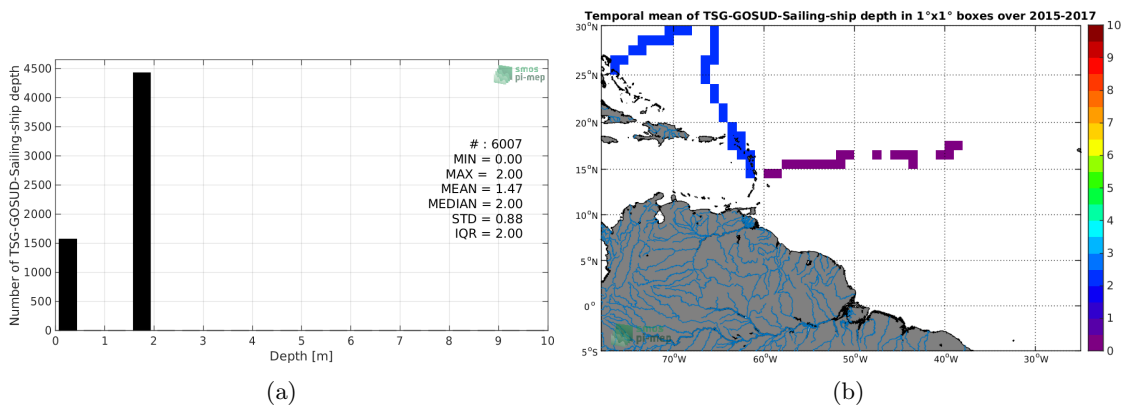 Number of TSG-GOSUD-Sailing-ship depth
4500
4000
3500
3000
2500
2000
1500
1000
500
0
smos
pi-mep
# : 6007
MIN = 0.00
MAX = 2.00
MEAN = 1.47
MEDIAN = 2.00
STD = 0.88
IQR = 2.00
0 1 2 3 4 5 6 7 8 9 10
Depth [m]
(a)
Temporal mean of TSG-GOSUD-Sailing-ship depth in 1°x1° boxes over 2015-2017
30°N
25°N
20°N
15°N
10°N
5°N
0°
5°S
smos
pi-mep
70°W 60°W 50°W 40°W 30°W
10
9
8
7
6
5
4
3
2
1
0
(b)